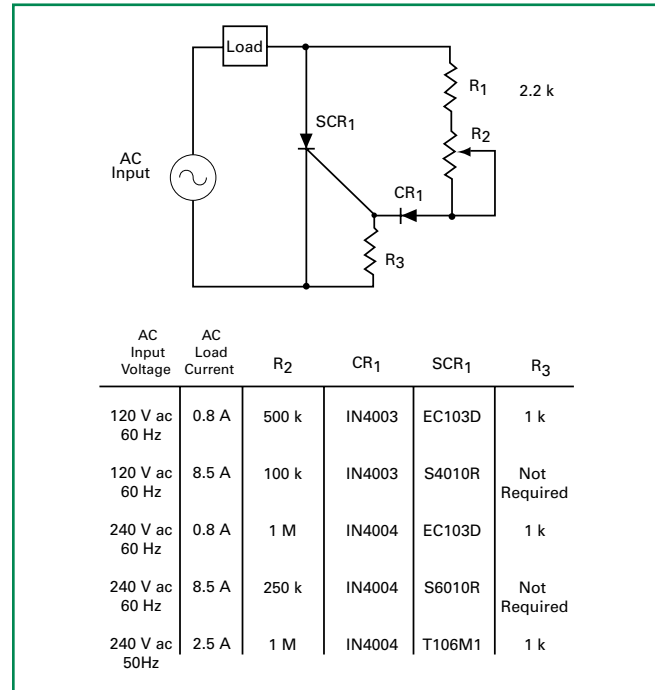 Load
R1
2.2 k
SCR1
R2
AC
Input
CR1
R3
AC
Input
Voltage
AC
Load
Current
R2
CR1
SCR1
R3
120 V ac
60 Hz
0.8 A
500 k
IN4003
EC103D
1 k
120 V ac
60 Hz
8.5 A
100 k
IN4003
S4010R
Not
Required
240 V ac
60 Hz
0.8 A
1 M
IN4004
EC103D
1 k
240 V ac
60 Hz
8.5 A
250 k
IN4004
S6010R
Not
Required
240 V ac
50Hz
2.5 A
1 M
IN4004
T106M1
1 k